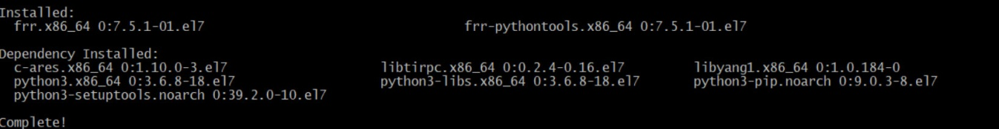 Installed:
frr.x86_64 0:7.5.1-01.el7 frr-pythontools.x86_64 0:7.5.1-01.el7
Dependency Installed:
c-ares.x86_64 0:1.10.0-3.el7 libtirpc.x86_64 0:0.2.4-0.16.el7 libyang1.x86_64 0:1.0.184-0
python3.x86_64 0:3.6.8-18.el7 python3-libs.x86_64 0:3.6.8-18.el7 python3-pip.noarch 0:9.0.3-8.el7
python3-setuptools.noarch 0:39.2.0-10.el7
Complete!